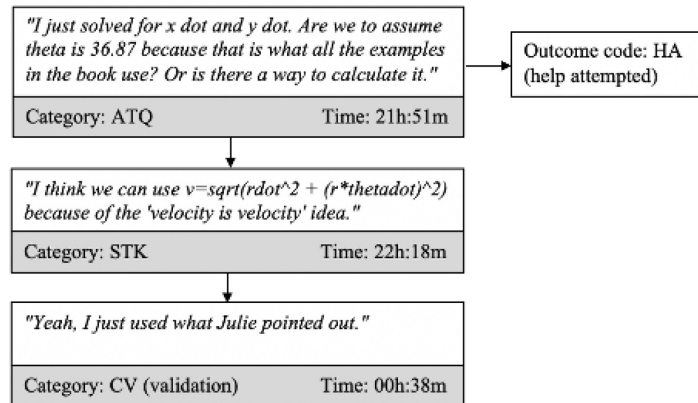 "I just solved for x dot and y dot. Are we to assume
theta is 36.87 because that is what all the examples
in the book use? Or is there a way to calculate it."
Category: ATQ Time: 21h:51m
Outcome code: HA
(help attempted)
"I think we can use v=sqrt(rdot^2 + (r*thetadot)^2)
because of the 'velocity is velocity' idea."
Category: STK Time: 22h:18m
"Yeah, I just used what Julie pointed out."
Category: CV (validation) Time: 00h:38m